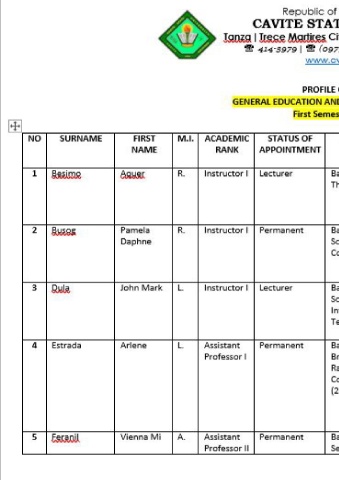 Republic of
CAVITE STAT
Tanza | Trece Martires Ci
☎ 414-3979 | ☎ (097
www.cv
PROFILE
GENERAL EDUCATION AND
First Semes
NO SURNAME FIRST NAME M.I. ACADEMIC RANK STATUS OF APPOINTMENT
1 Besimo Aguer R. Instructor I Lecturer Ba
Th
2 Busog Pamela R. Instructor I Permanent Ba
Daphne Sc
Co
3 Dula John Mark L. Instructor I Lecturer Ba
Sc
In
Te
4 Estrada Arlene L. Assistant Permanent Ba
Professor I Br
Ra
Co
(2
5 Feranil Vienna Mi A. Assistant Permanent Ba
Professor II Se